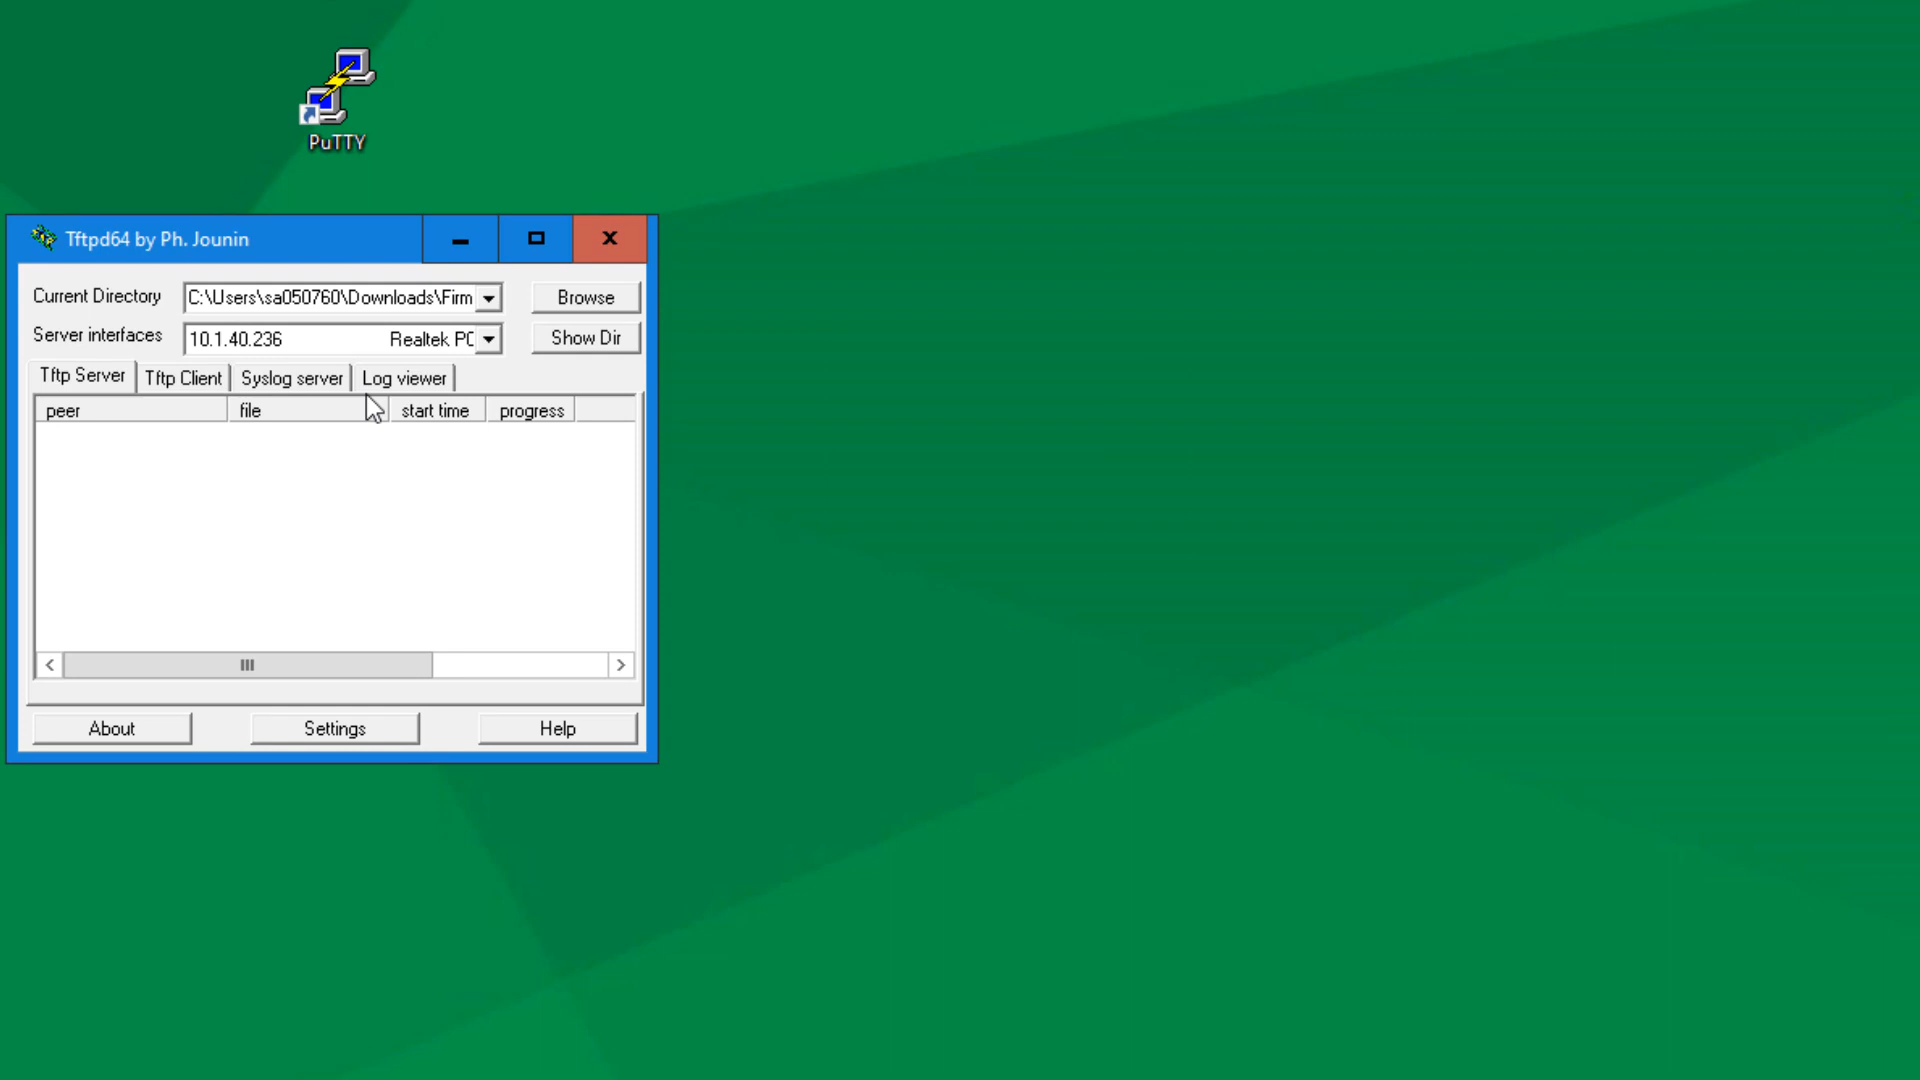 PuTTY
Tftpd64 by Ph. Jounin
Current Directory C:\Users\sa050760\Downloads\Firm Browse
Server interfaces 10.1.40.236 Realtek PC Show Dir
Tftp Server Tftp Client Syslog server Log viewer
peer file start time progress
About Settings Help